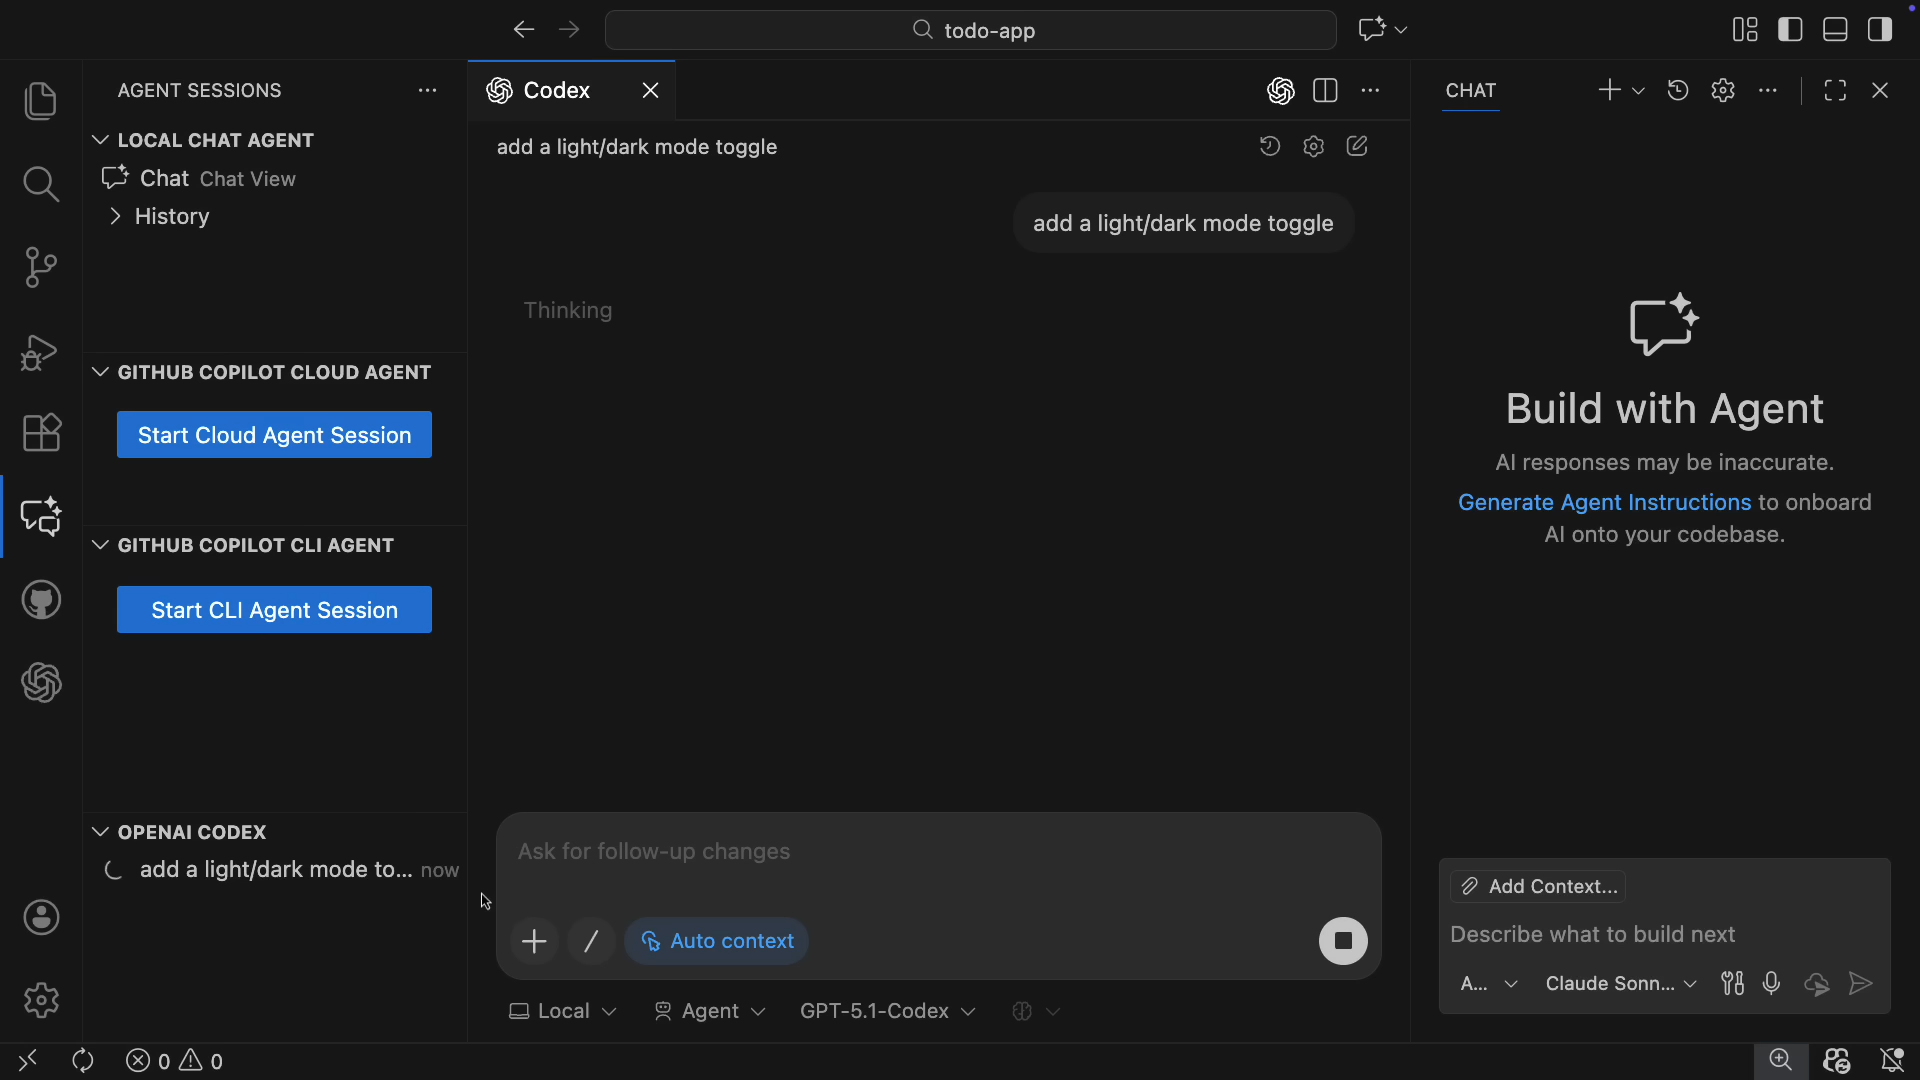 todo-app
AGENT SESSIONS
LOCAL CHAT AGENT
Chat Chat View
History
GITHUB COPILOT CLOUD AGENT
Start Cloud Agent Session
GITHUB COPILOT CLI AGENT
Start CLI Agent Session
OPENAI CODEX
add a light/dark mode to... now
Codex
add a light/dark mode toggle
add a light/dark mode toggle
Thinking
Ask for follow-up changes
Auto context
Local Agent GPT-5.1-Codex
CHAT
Build with Agent
AI responses may be inaccurate.
Generate Agent Instructions to onboard
AI onto your codebase.
Add Context...
Describe what to build next
A... Claude Sonn...
0 0